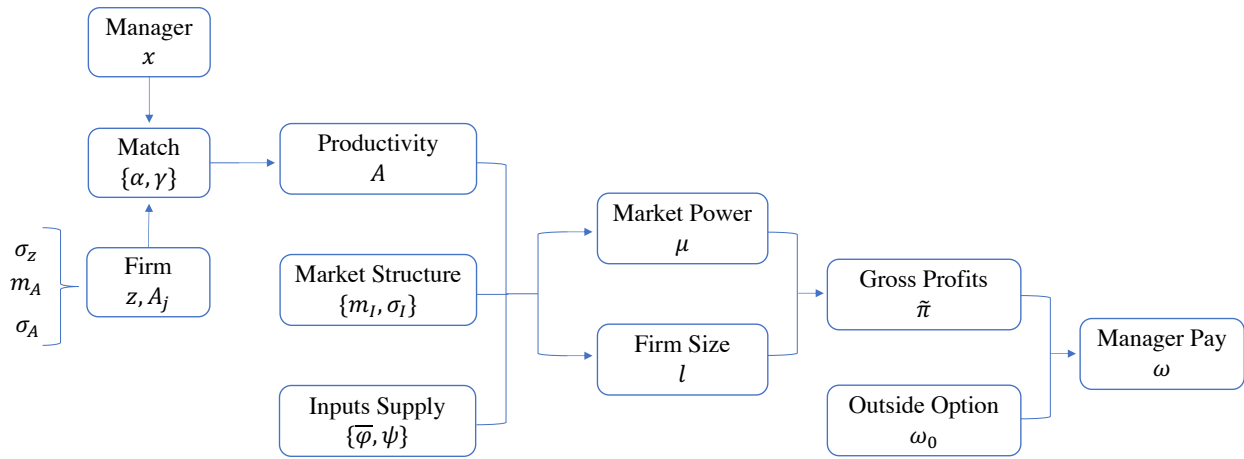 Manager
x
Match
{α, γ}
σ_z
m_A
σ_A
Firm
z, A_j
Productivity
A
Market Structure
{m_I, σ_I}
Inputs Supply
{φ̅, ψ}
Market Power
μ
Firm Size
l
Gross Profits
π̃
Outside Option
ω_0
Manager Pay
ω